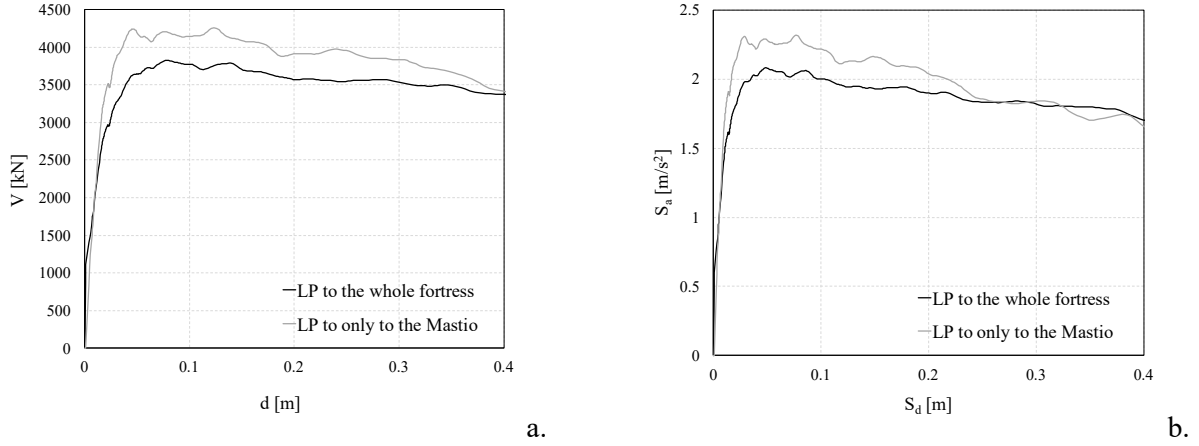 4500
4000
3500
3000
2500
2000
1500
1000
500
0
V [kN]
0 0.1 0.2 0.3 0.4
d [m]
LP to the whole fortress
LP to only to the Mastio
a.
2.5
2
1.5
1
0.5
0
Sₐ [m/s²]
0 0.1 0.2 0.3 0.4
S_d [m]
LP to the whole fortress
LP to only to the Mastio
b.